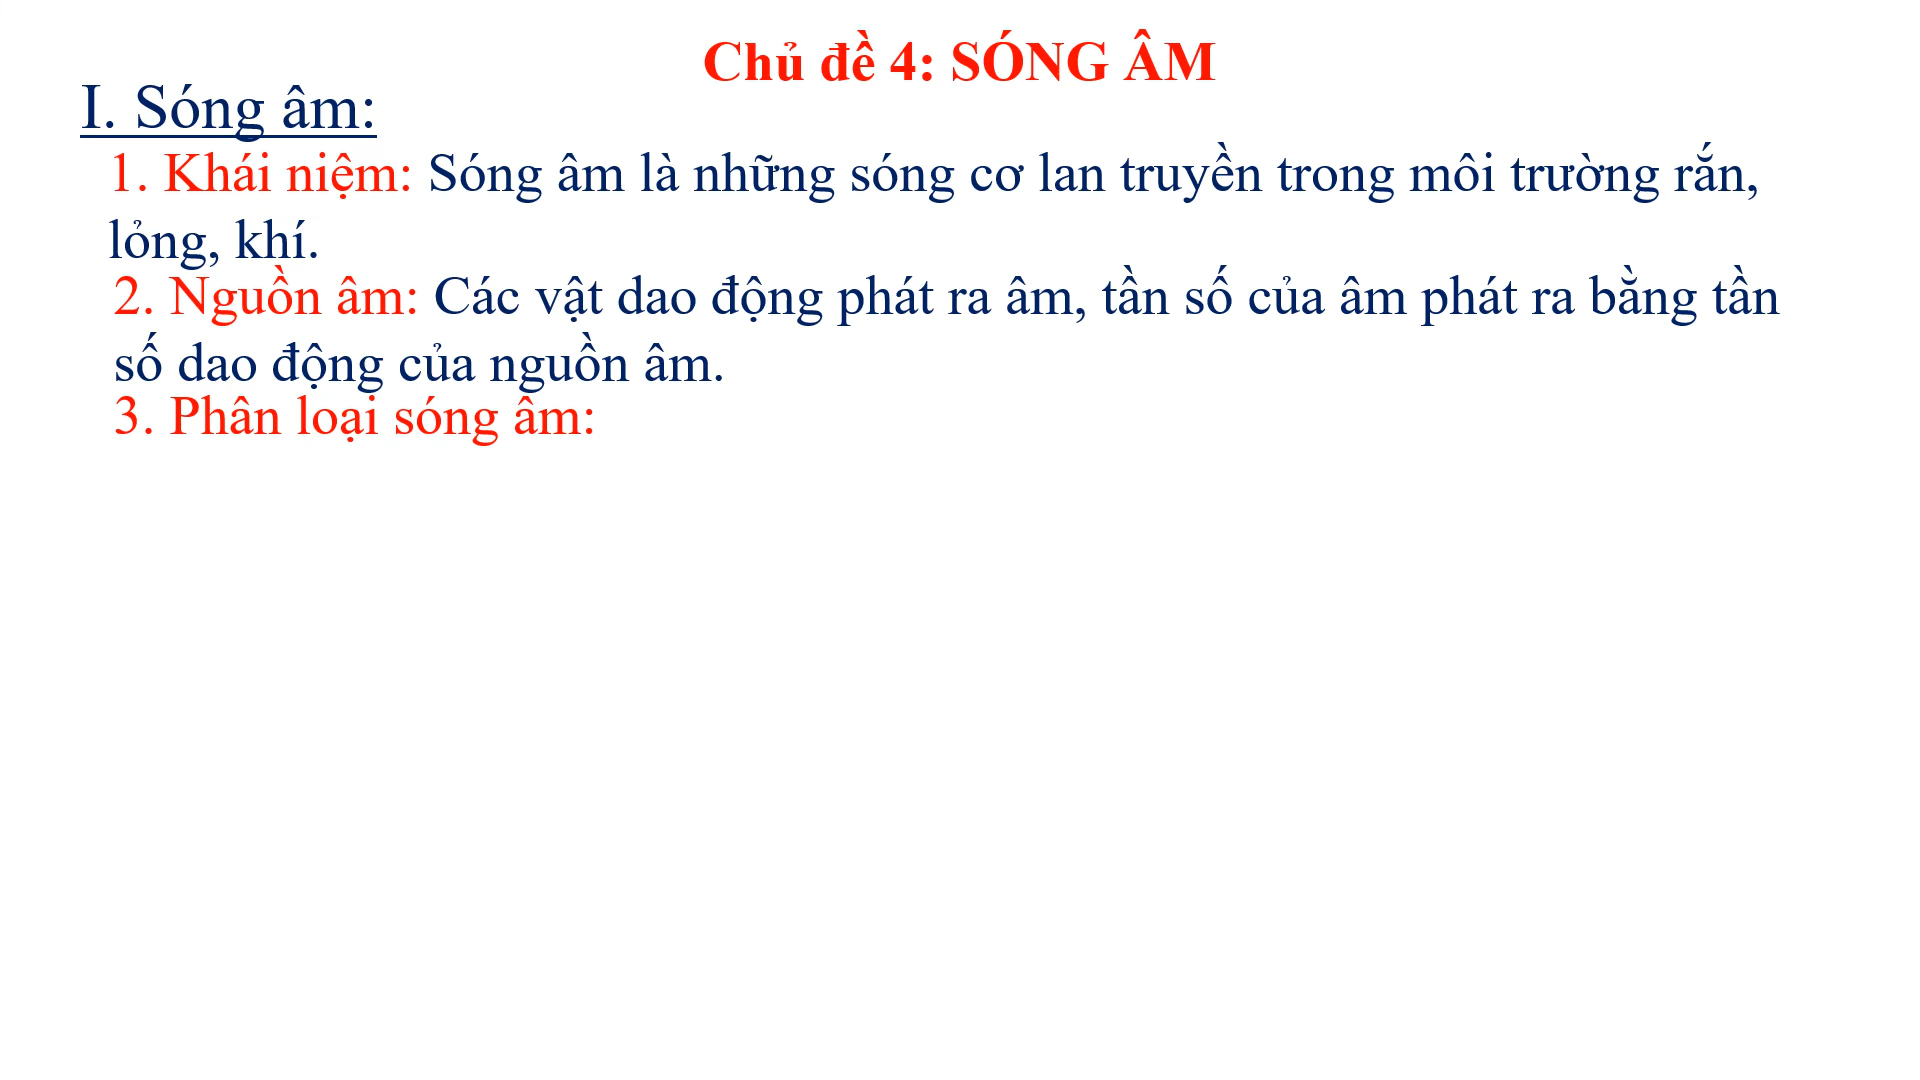 Chủ đề 4: SÓNG ÂM
I. Sóng âm:
1. Khái niệm: Sóng âm là những sóng cơ lan truyền trong môi trường rắn,
lỏng, khí.
2. Nguồn âm: Các vật dao động phát ra âm, tần số của âm phát ra bằng tần
số dao động của nguồn âm.
3. Phân loại sóng âm: